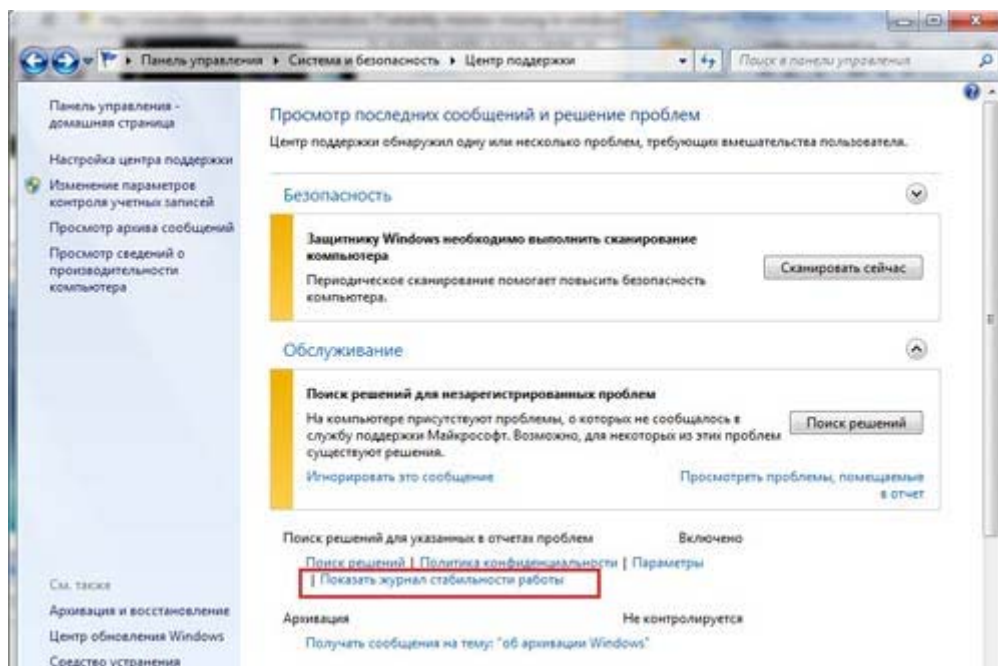 Панель управления ▸ Система и безопасность ▸ Центр поддержки
Поиск в панели управления
Панель управления -
домашняя страница
Настройка центра поддержки
Изменение параметров
контроля учетных записей
Просмотр архива сообщений
Просмотр сведений о
производительности
компьютера
Просмотр последних сообщений и решение проблем
Центр поддержки обнаружил одну или несколько проблем, требующих вмешательства пользователя.
Безопасность
Защитнику Windows необходимо выполнить сканирование
компьютера
Периодическое сканирование помогает повысить безопасность
компьютера.
Сканировать сейчас
Обслуживание
Поиск решений для незарегистрированных проблем
На компьютере присутствуют проблемы, о которых не сообщалось в
службу поддержки Майкрософт. Возможно, для некоторых из этих проблем
существуют решения.
Поиск решений
Игнорировать это сообщение
Просмотреть проблемы, помещаемые
в отчет
Поиск решений для указанных в отчетах проблем
Включено
Поиск решений | Политика конфиденциальности | Параметры
| Показать журнал стабильности работы
Архивация
Не контролируется
Получать сообщения на тему: "об архивации Windows"
См. также
Архивация и восстановление
Центр обновления Windows
Средство устранения